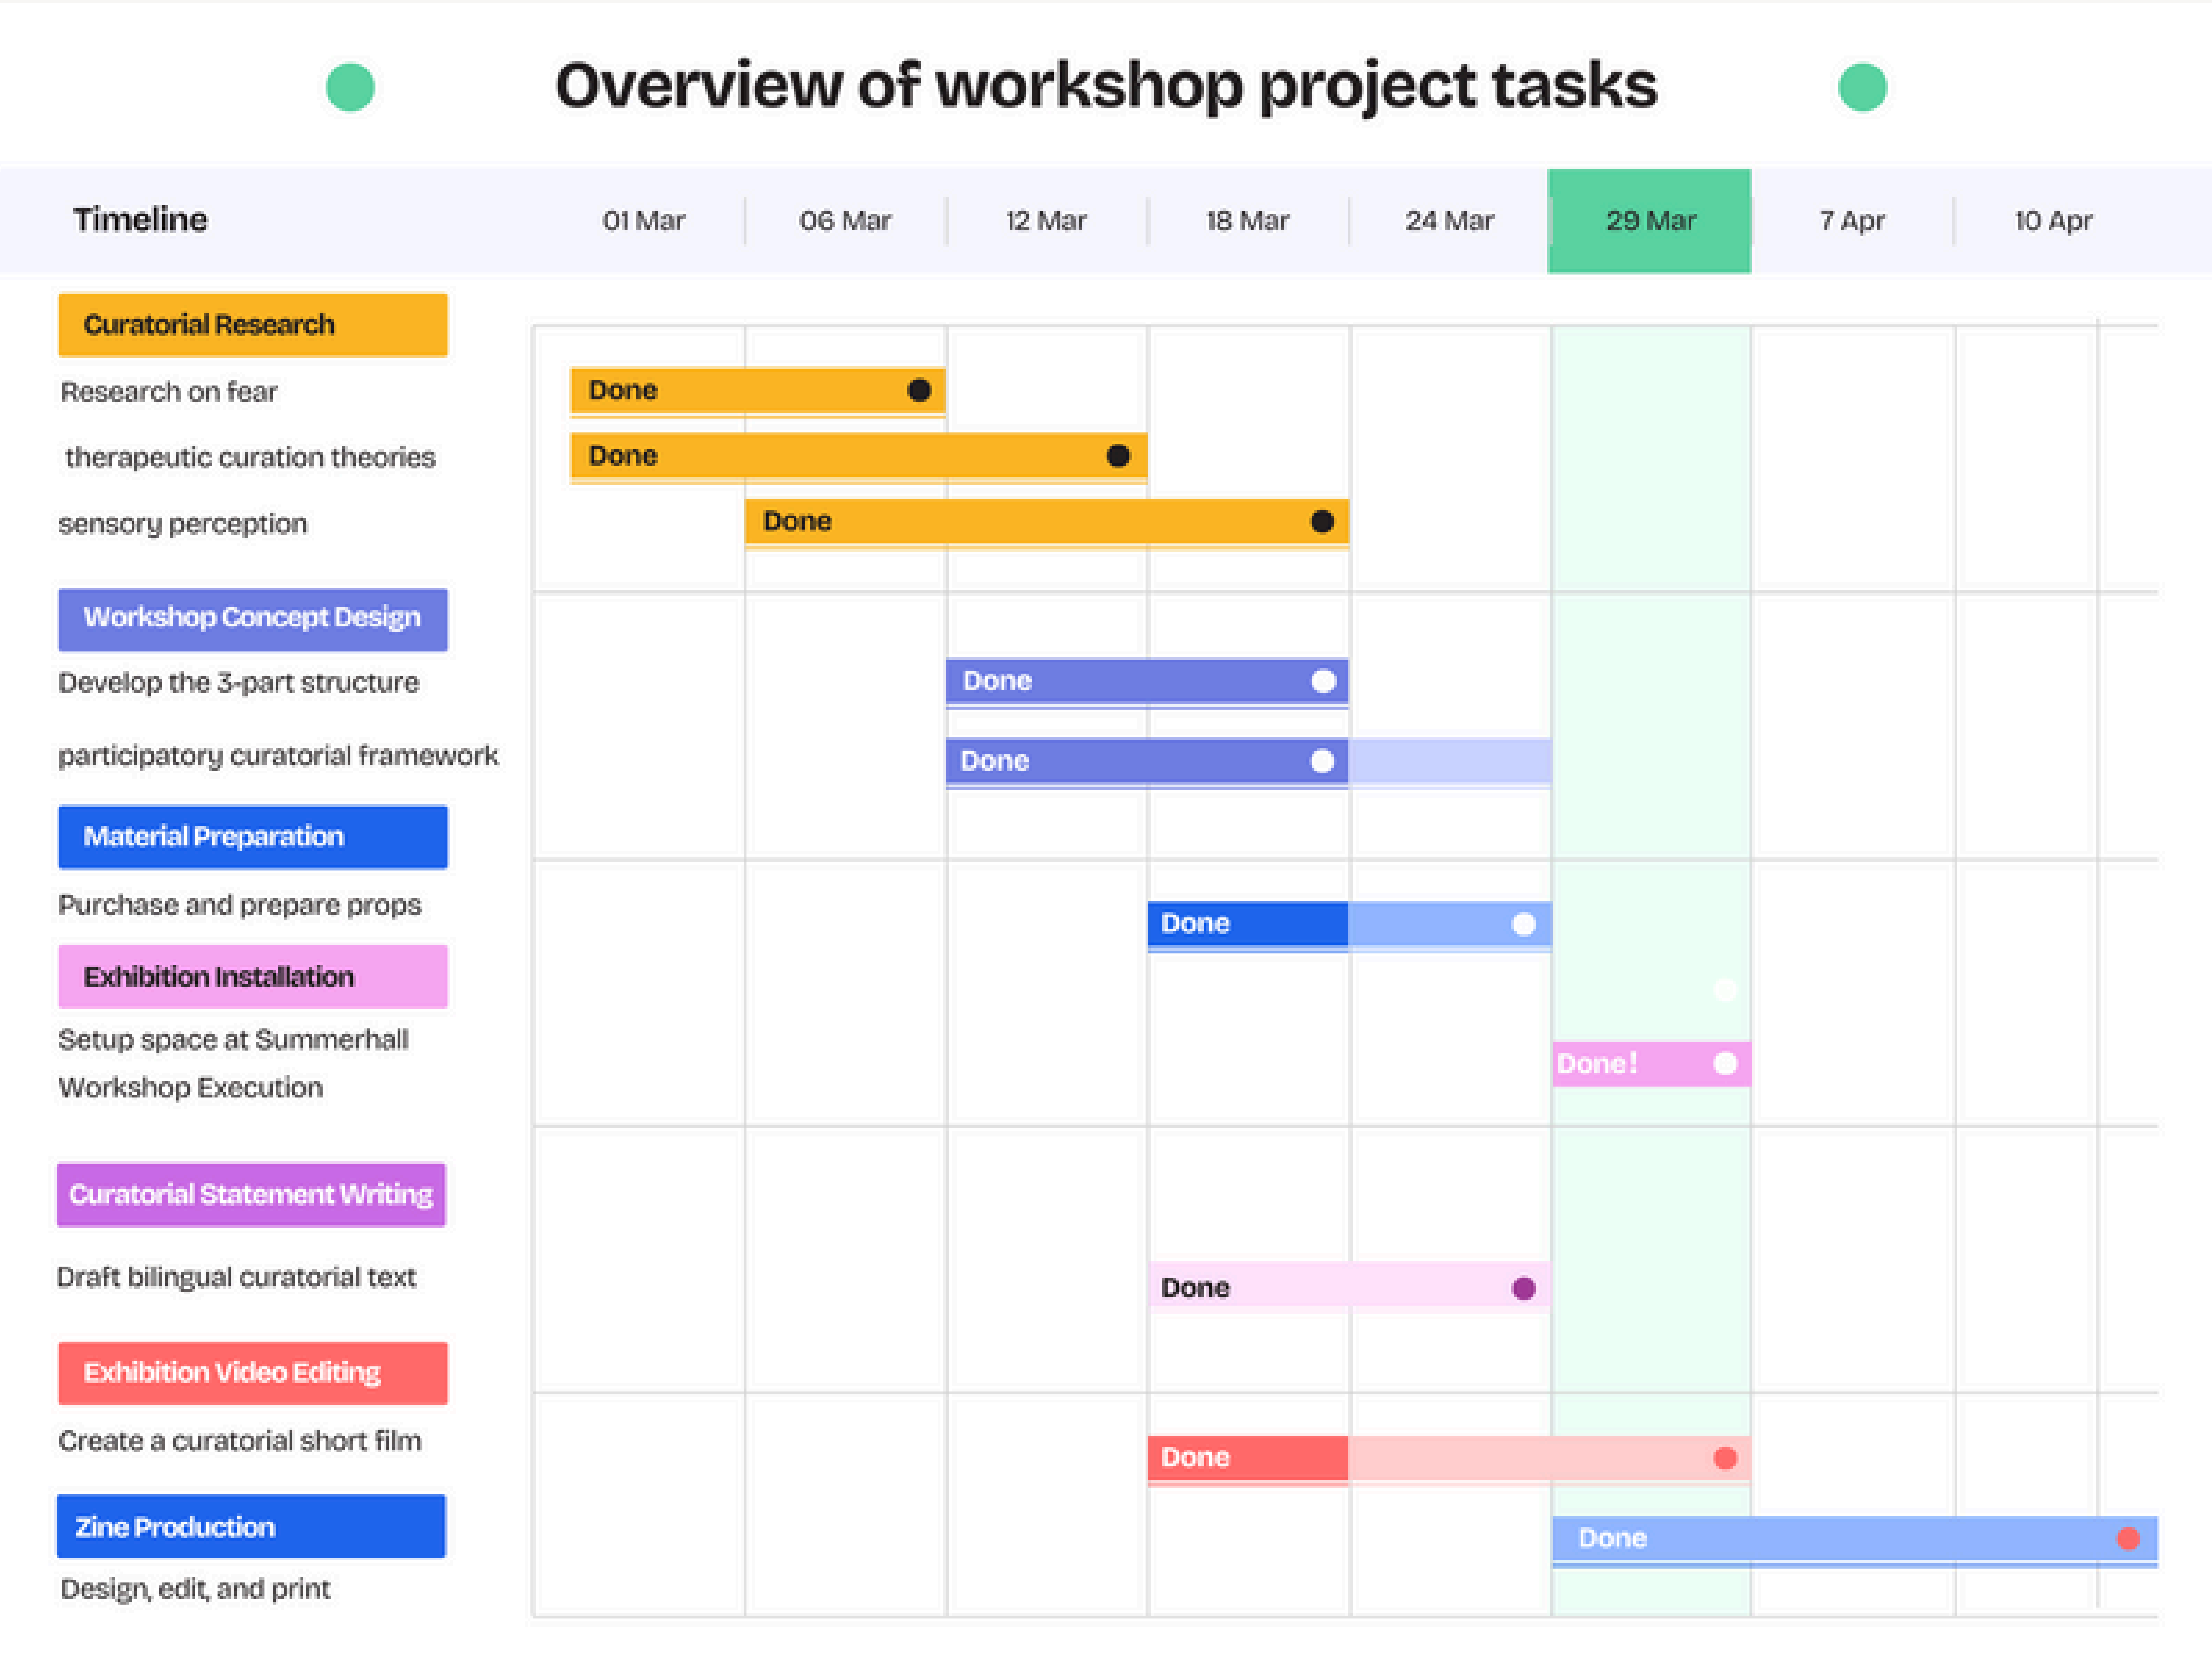 Overview of workshop project tasks
Timeline 01 Mar 06 Mar 12 Mar 18 Mar 24 Mar 29 Mar 7 Apr 10 Apr
Curatorial Research
Research on fear Done
therapeutic curation theories Done
sensory perception Done
Workshop Concept Design
Develop the 3-part structure Done
participatory curatorial framework Done
Material Preparation
Purchase and prepare props Done
Exhibition Installation
Setup space at Summerhall
Done!
Workshop Execution
Curatorial Statement Writing
Draft bilingual curatorial text Done
Exhibition Video Editing
Create a curatorial short film Done
Zine Production Done
Design, edit, and print